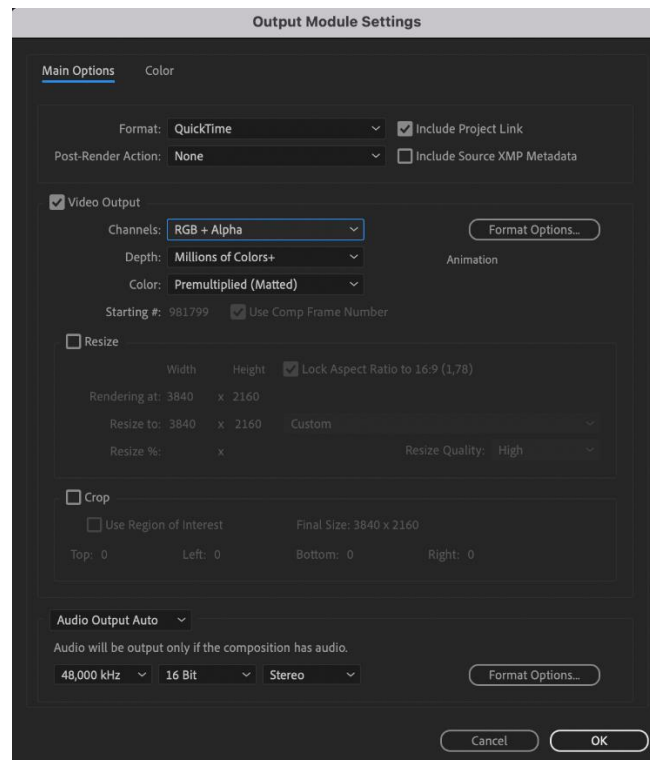 Output Module Settings
Main Options Color
Format: QuickTime Include Project Link
Post-Render Action: None Include Source XMP Metadata
Video Output
Channels: RGB + Alpha Format Options...
Depth: Millions of Colors+ Animation
Color: Premultiplied (Matted)
Starting #: 981799 Use Comp Frame Number
Resize
Width Height Lock Aspect Ratio to 16:9 (1,78)
Rendering at: 3840 x 2160
Resize to: 3840 x 2160 Custom
Resize %: x Resize Quality: High
Crop
Use Region of Interest Final Size: 3840 x 2160
Top: 0 Left: 0 Bottom: 0 Right: 0
Audio Output Auto
Audio will be output only if the composition has audio.
48,000 kHz 16 Bit Stereo Format Options...
Cancel OK